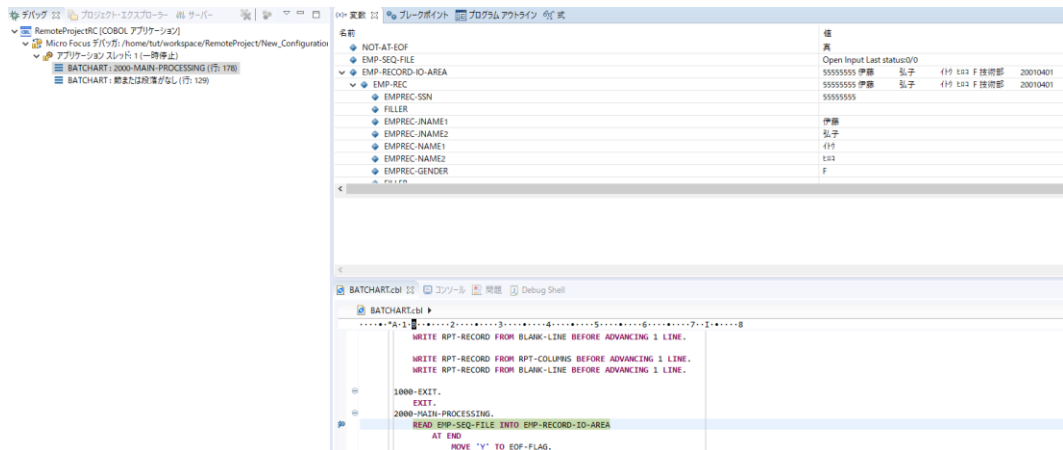 デバッグ プロジェクト・エクスプローラー サーバー
RemoteProjectRC [COBOL アプリケーション]
Micro Focus デバッガ: /home/tut/workspace/RemoteProject/New_Configuration
アプリケーション スレッド: 1 (一時停止)
BATCHART : 2000-MAIN-PROCESSING (行: 178)
BATCHART : 節または段落がなし (行: 129)
変数 ブレークポイント プログラム アウトライン 式
名前 値
NOT-AT-EOF 真
EMP-SEQ-FILE Open Input Last status:0/0
EMP-RECORD-IO-AREA 55555555 伊藤 弘子 ｲﾄｳ ﾋﾛｺ F 技術部 20010401
EMP-REC 55555555 伊藤 弘子 ｲﾄｳ ﾋﾛｺ F 技術部 20010401
EMPREC-SSN 55555555
FILLER
EMPREC-JNAME1 伊藤
EMPREC-JNAME2 弘子
EMPREC-NAME1 ｲﾄｳ
EMPREC-NAME2 ﾋﾛｺ
EMPREC-GENDER F
FILLER
BATCHART.cbl コンソール 問題 Debug Shell
BATCHART.cbl
WRITE RPT-RECORD FROM BLANK-LINE BEFORE ADVANCING 1 LINE.
WRITE RPT-RECORD FROM RPT-COLUMNS BEFORE ADVANCING 1 LINE.
WRITE RPT-RECORD FROM BLANK-LINE BEFORE ADVANCING 1 LINE.
1000-EXIT.
EXIT.
2000-MAIN-PROCESSING.
READ EMP-SEQ-FILE INTO EMP-RECORD-IO-AREA
AT END
MOVE 'Y' TO EOF-FLAG.